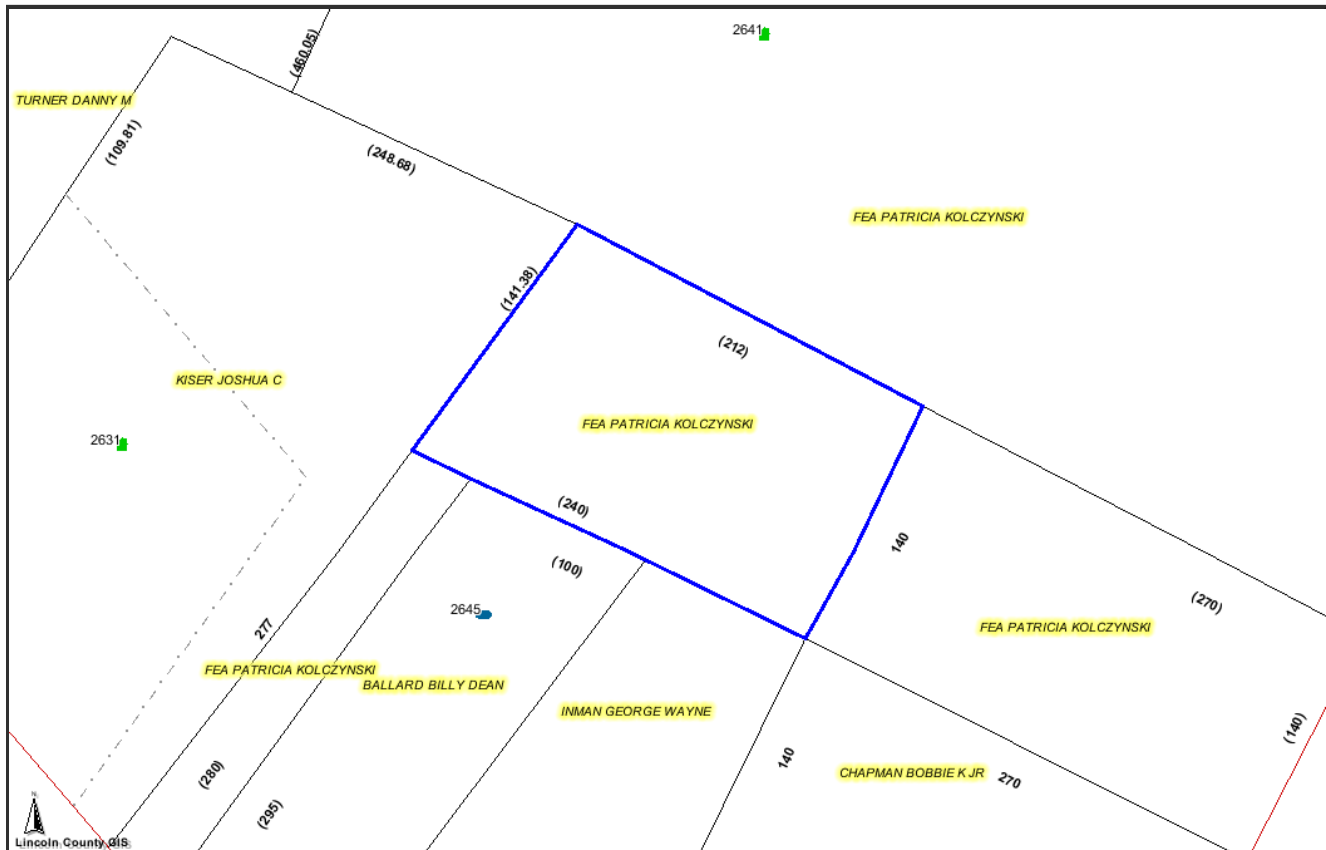 2641
(460.05)
TURNER DANNY M
(109.81)
(248.68)
FEA PATRICIA KOLCZYNSKI
(141.38)
(212)
KISER JOSHUA C
FEA PATRICIA KOLCZYNSKI
2631
(240)
140
(100)
(270)
2645
277
FEA PATRICIA KOLCZYNSKI
FEA PATRICIA KOLCZYNSKI
BALLARD BILLY DEAN
INMAN GEORGE WAYNE
(140)
140
(280)
CHAPMAN BOBBIE K JR
270
(295)
N
Lincoln County GIS